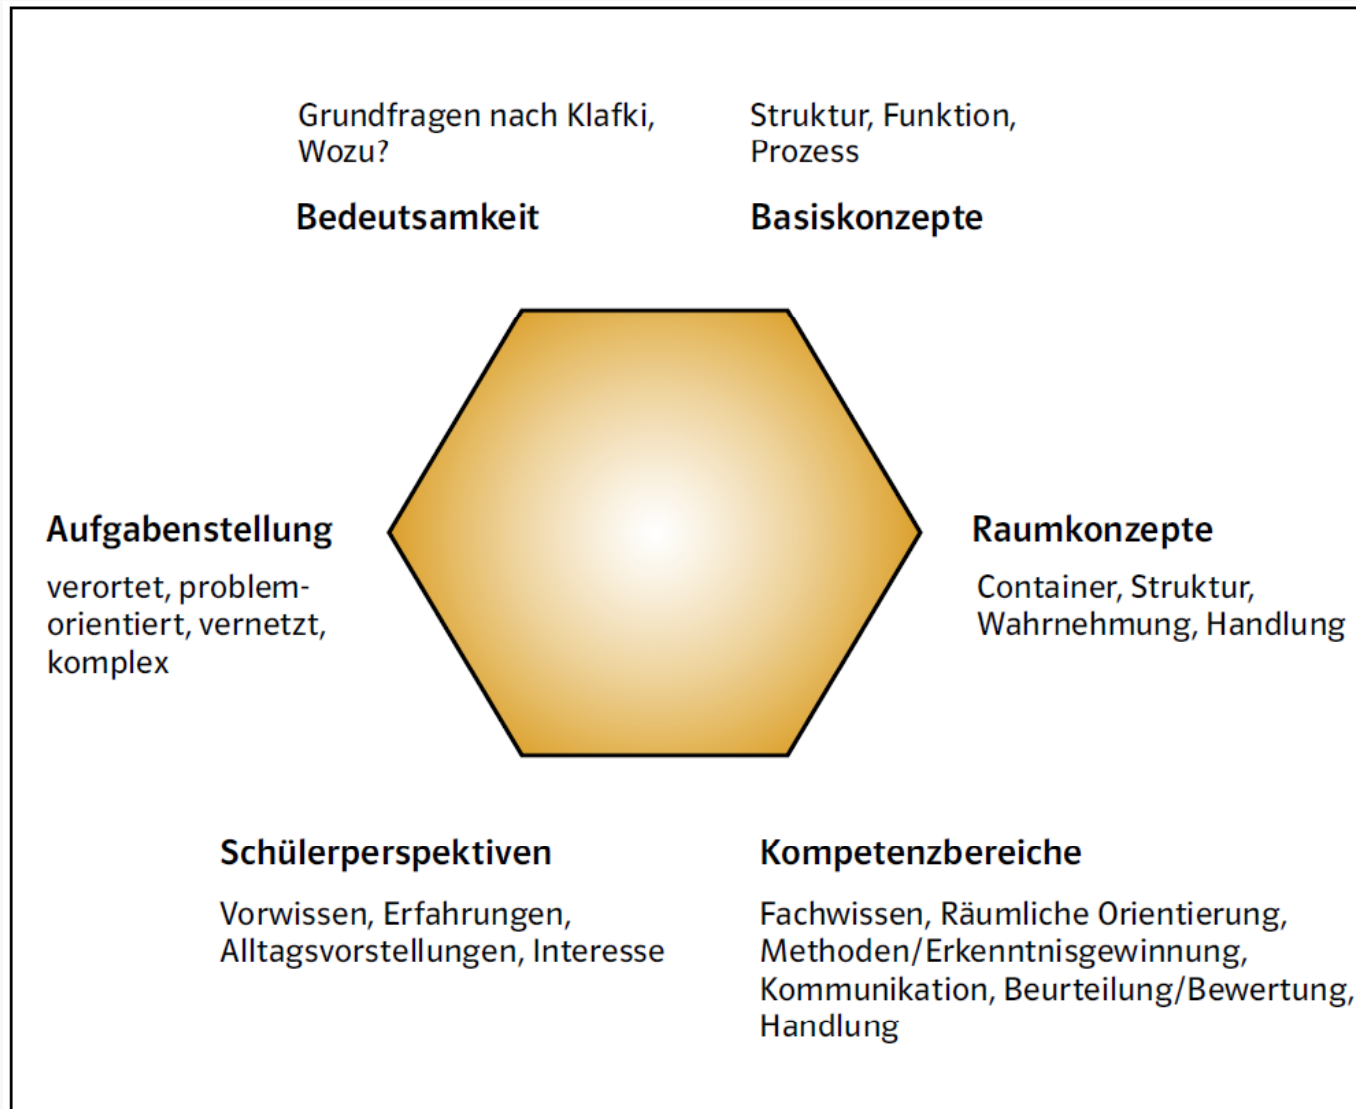 Grundfragen nach Klafki,
Wozu?
Bedeutsamkeit
Struktur, Funktion,
Prozess
Basiskonzepte
Aufgabenstellung
verortet, problem-
orientiert, vernetzt,
komplex
Raumkonzepte
Container, Struktur,
Wahrnehmung, Handlung
Schülerperspektiven
Vorwissen, Erfahrungen,
Alltagsvorstellungen, Interesse
Kompetenzbereiche
Fachwissen, Räumliche Orientierung,
Methoden/Erkenntnisgewinnung,
Kommunikation, Beurteilung/Bewertung,
Handlung